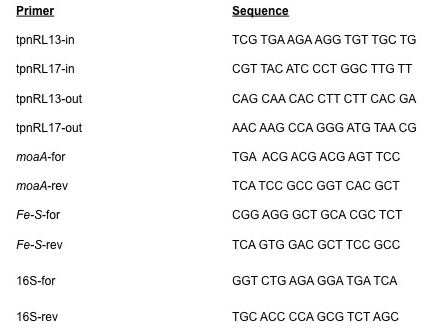 Primer Sequence
tpnRL13-in TCG TGA AGA AGG TGT TGC TG
tpnRL17-in CGT TAC ATC CCT GGC TTG TT
tpnRL13-out CAG CAA CAC CTT CTT CAC GA
tpnRL17-out AAC AAG CCA GGG ATG TAA CG
moaA-for TGA ACG ACG ACG AGT TCC
moaA-rev TCA TCC GCC GGT CAC GCT
Fe-S-for CGG AGG GCT GCA CGC TCT
Fe-S-rev TCA GTG GAC GCT TCC GCC
16S-for GGT CTG AGA GGA TGA TCA
16S-rev TGC ACC CCA GCG TCT AGC